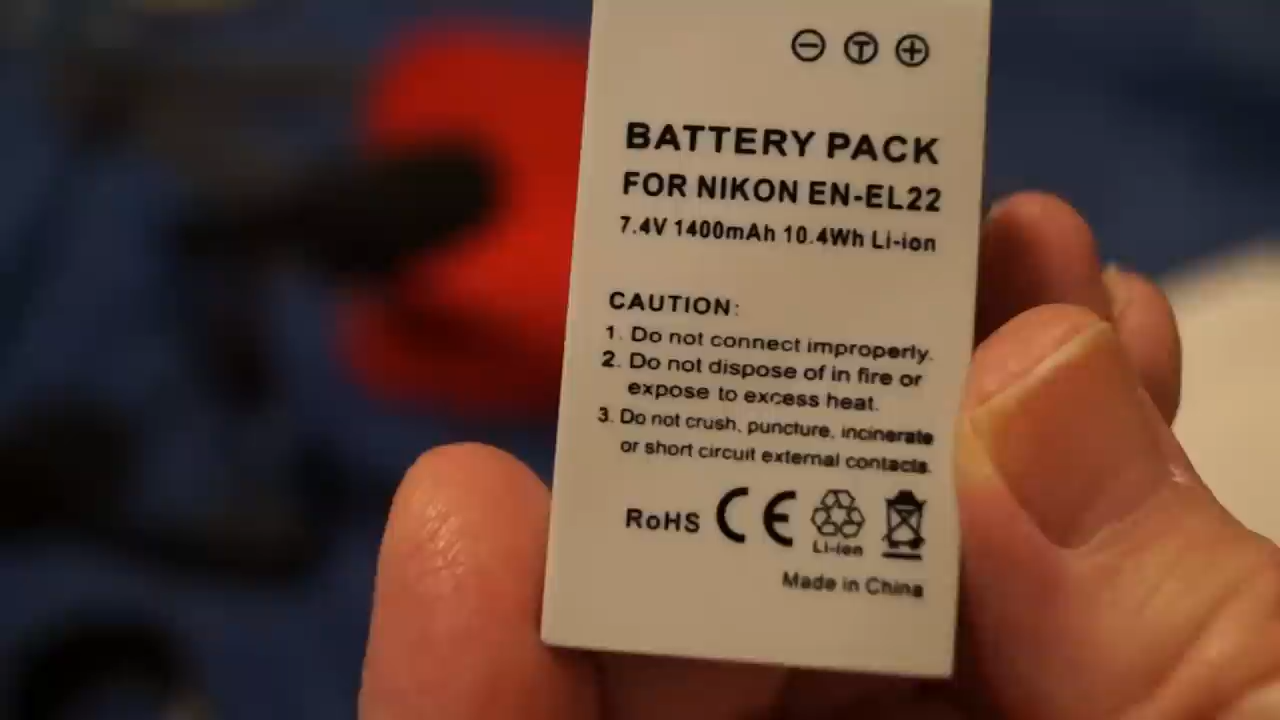 ⊖ Ⓣ ⊕
BATTERY PACK
FOR NIKON EN-EL22
7.4V 1400mAh 10.4Wh Li-ion
CAUTION:
1. Do not connect improperly.
2. Do not dispose of in fire or
expose to excess heat.
3. Do not crush, puncture, incinerate
or short circuit external contacts.
RoHS CE
Li-ion
Made in China